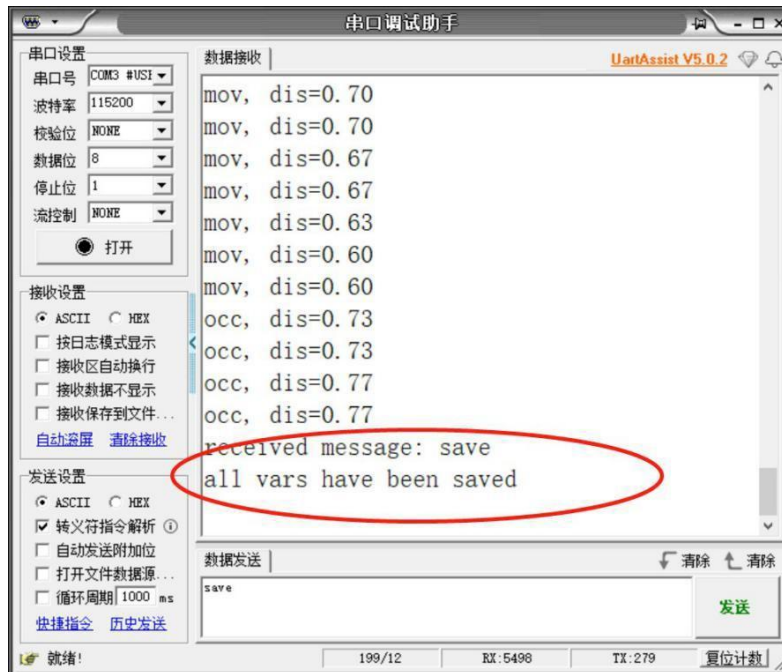 串口调试助手
串口设置
串口号 COM3 #USI
波特率 115200
校验位 NONE
数据位 8
停止位 1
流控制 NONE
打开
接收设置
ASCII HEX
按日志模式显示
接收区自动换行
接收数据不显示
接收保存到文件...
自动滚屏 清除接收
发送设置
ASCII HEX
转义符指令解析
自动发送附加位
打开文件数据源...
循环周期 1000 ms
快捷指令 历史发送
数据接收 UartAssist V5.0.2
mov, dis=0.70
mov, dis=0.70
mov, dis=0.67
mov, dis=0.67
mov, dis=0.63
mov, dis=0.60
mov, dis=0.60
occ, dis=0.73
occ, dis=0.73
occ, dis=0.77
occ, dis=0.77
received message: save
all vars have been saved
数据发送 清除 清除
save
发送
就绪! 199/12 RX:5498 TX:279 复位计数